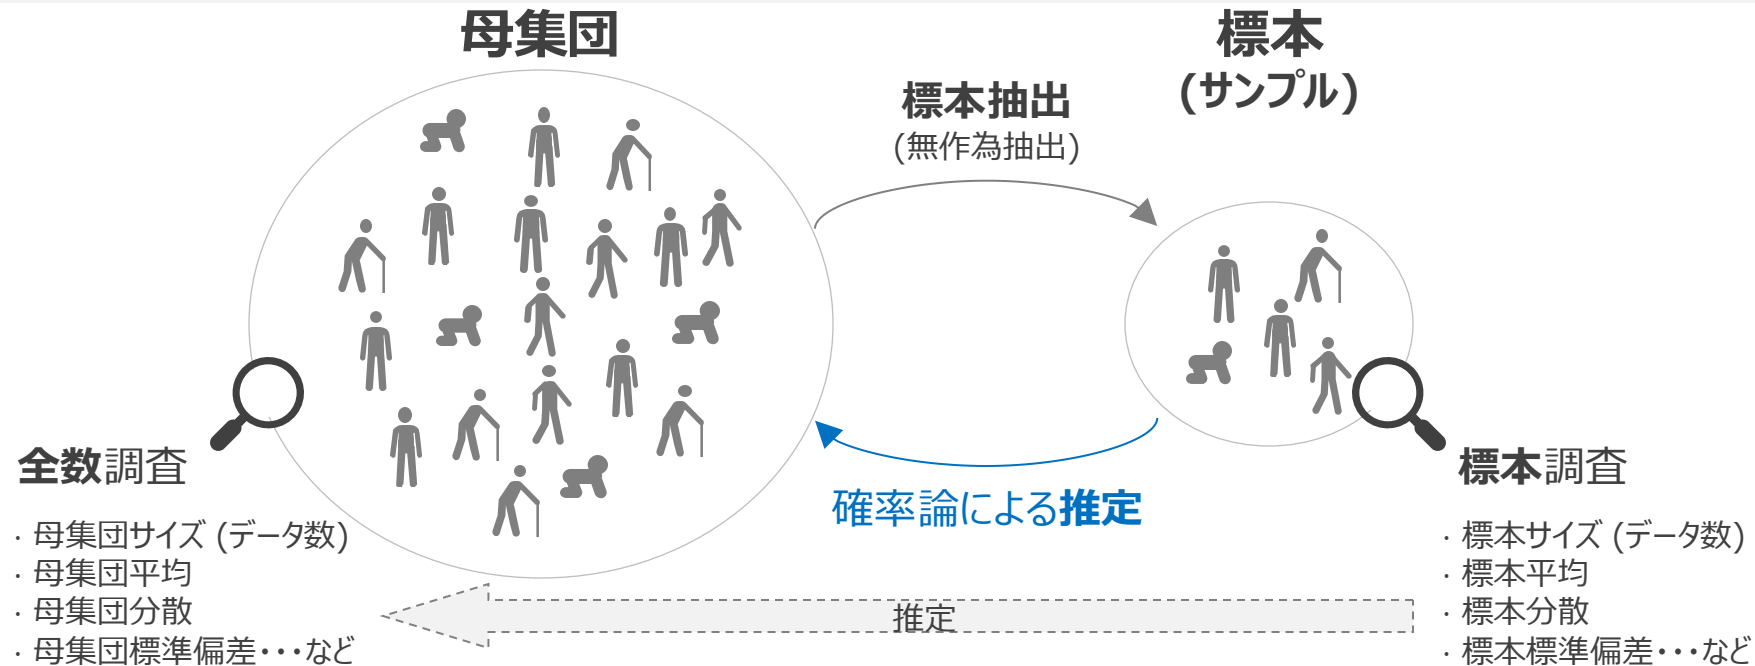 母集団
標本
(サンプル)
標本抽出
(無作為抽出)
確率論による推定
全数調査
· 母集団サイズ (データ数)
· 母集団平均
· 母集団分散
· 母集団標準偏差・・・など
標本調査
· 標本サイズ (データ数)
· 標本平均
· 標本分散
· 標本標準偏差・・・など
推定